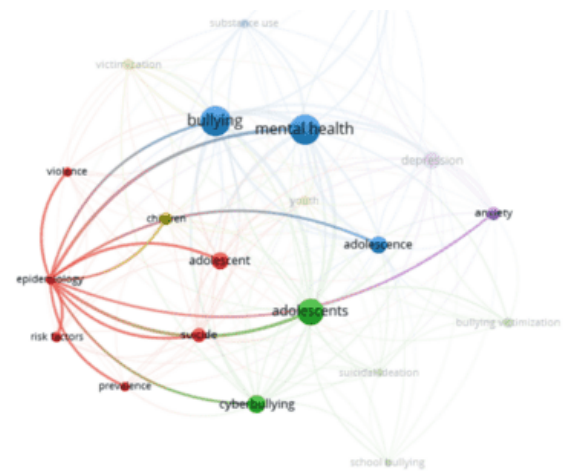 substance use
victimization
bullying
mental health
depression
violence
youth
children
anxiety
adolescence
adolescent
epidemiology
adolescents
bullying victimization
risk factors
suicide
suicidal ideation
prevalence
cyberbullying
school bullying